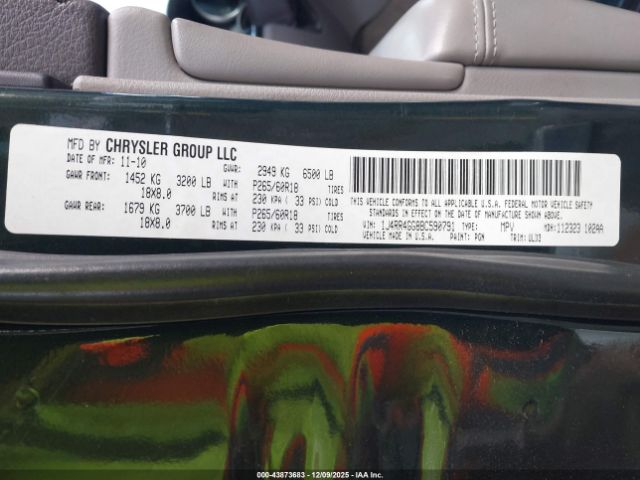 MFD BY CHRYSLER GROUP LLC
DATE OF MFR: 11-10 GVWR: 2949 KG 6500 LB
GAWR FRONT: 1452 KG 3200 LB WITH P265/60R18 TIRES
18X8.0 RIMS AT 230 KPA ( 33 PSI) COLD
GAWR REAR: 1679 KG 3700 LB WITH P265/60R18 TIRES
18X8.0 RIMS AT 230 KPA ( 33 PSI) COLD
THIS VEHICLE CONFORMS TO ALL APPLICABLE U.S.A. FEDERAL MOTOR VEHICLE SAFETY
STANDARDS IN EFFECT ON THE DATE OF MANUFACTURE SHOWN ABOVE.
VIN: 1J4RR4GG8BC590791 TYPE: MPV MDH:112323 102AA
VEHICLE MADE IN U.S.A. PAINT: PGN TRIM:
000-43873683 - 12/09/2025 - IAA Inc.